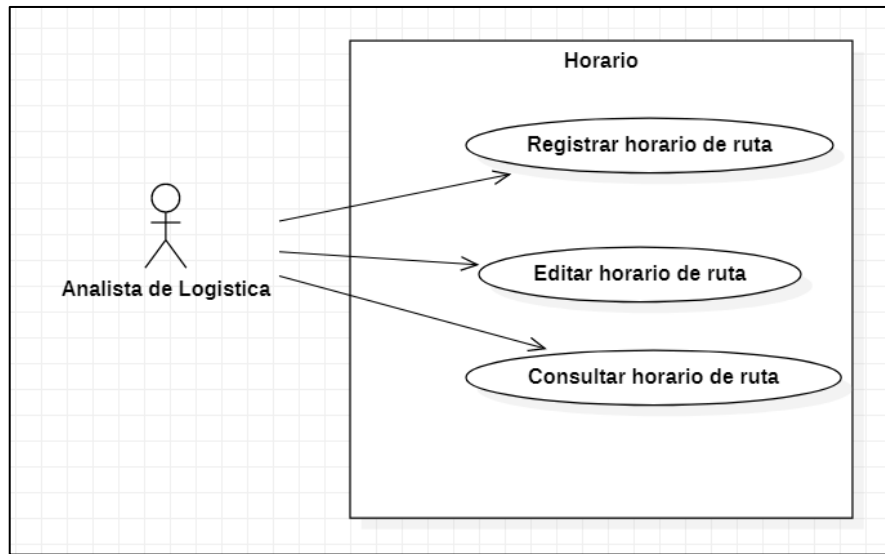 Horario
Registrar horario de ruta
Editar horario de ruta
Analista de Logistica
Consultar horario de ruta